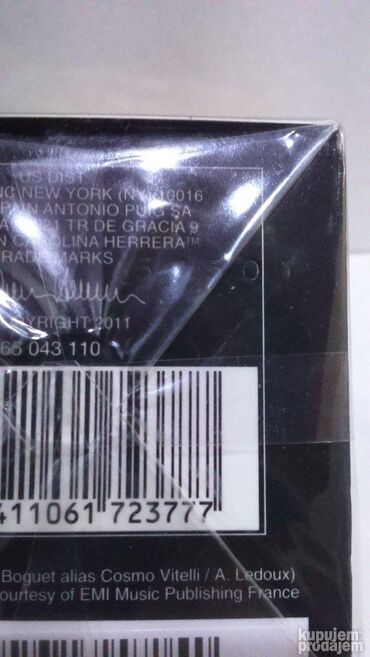 US DIST
NEW YORK (NY) 10016
ANTONIO PUIG SA
TR DE GRACIA 9
CAROLINA HERRERA™
TRADEMARKS
COPYRIGHT 2011
65 043 110
411061 723777
Boguet alias Cosmo Vitelli / A. Ledoux)
ourtesy of EMI Music Publishing France
kupujem
prodajem